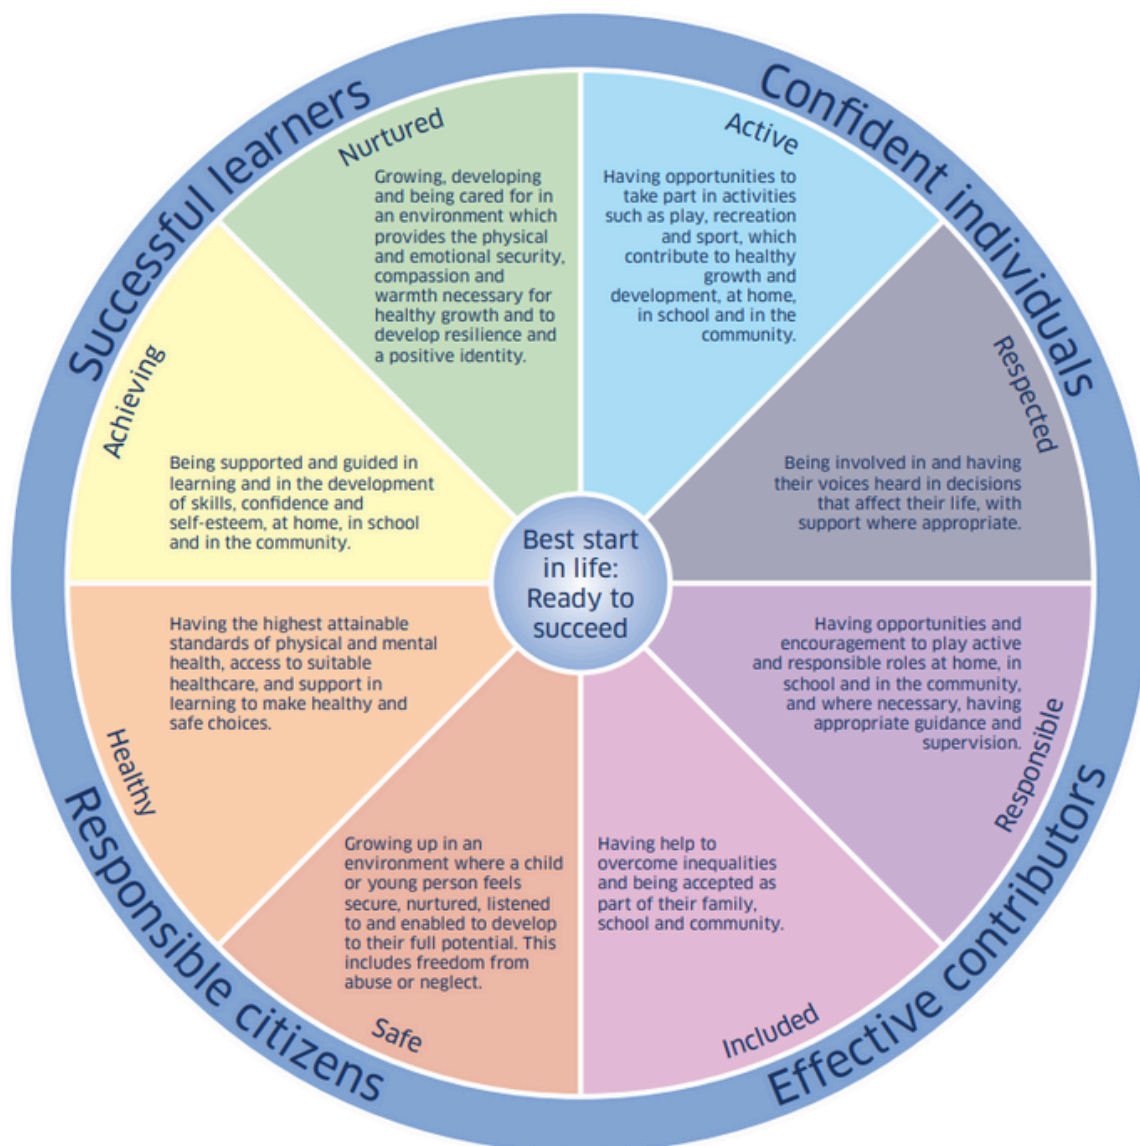 Successful learners
Confident individuals
Nurtured
Growing, developing
and being cared for in
an environment which
provides the physical
and emotional security,
compassion and
warmth necessary for
healthy growth and to
develop resilience and
a positive identity.
Active
Having opportunities to
take part in activities
such as play, recreation
and sport, which
contribute to healthy
growth and
development, at home,
in school and in the
community.
Achieving
Being supported and guided in
learning and in the development
of skills, confidence and
self-esteem, at home, in school
and in the community.
Respected
Being involved in and having
their voices heard in decisions
that affect their life, with
support where appropriate.
Best start
in life:
Ready to
succeed
Having the highest attainable
standards of physical and mental
health, access to suitable
healthcare, and support in
learning to make healthy and
safe choices.
Healthy
Having opportunities and
encouragement to play active
and responsible roles at home, in
school and in the community,
and where necessary, having
appropriate guidance and
supervision.
Responsible
Growing up in an
environment where a child
or young person feels
secure, nurtured, listened
to and enabled to develop
to their full potential. This
includes freedom from
abuse or neglect.
Safe
Having help to
overcome inequalities
and being accepted as
part of their family,
school and community.
Included
Responsible citizens
Effective contributors